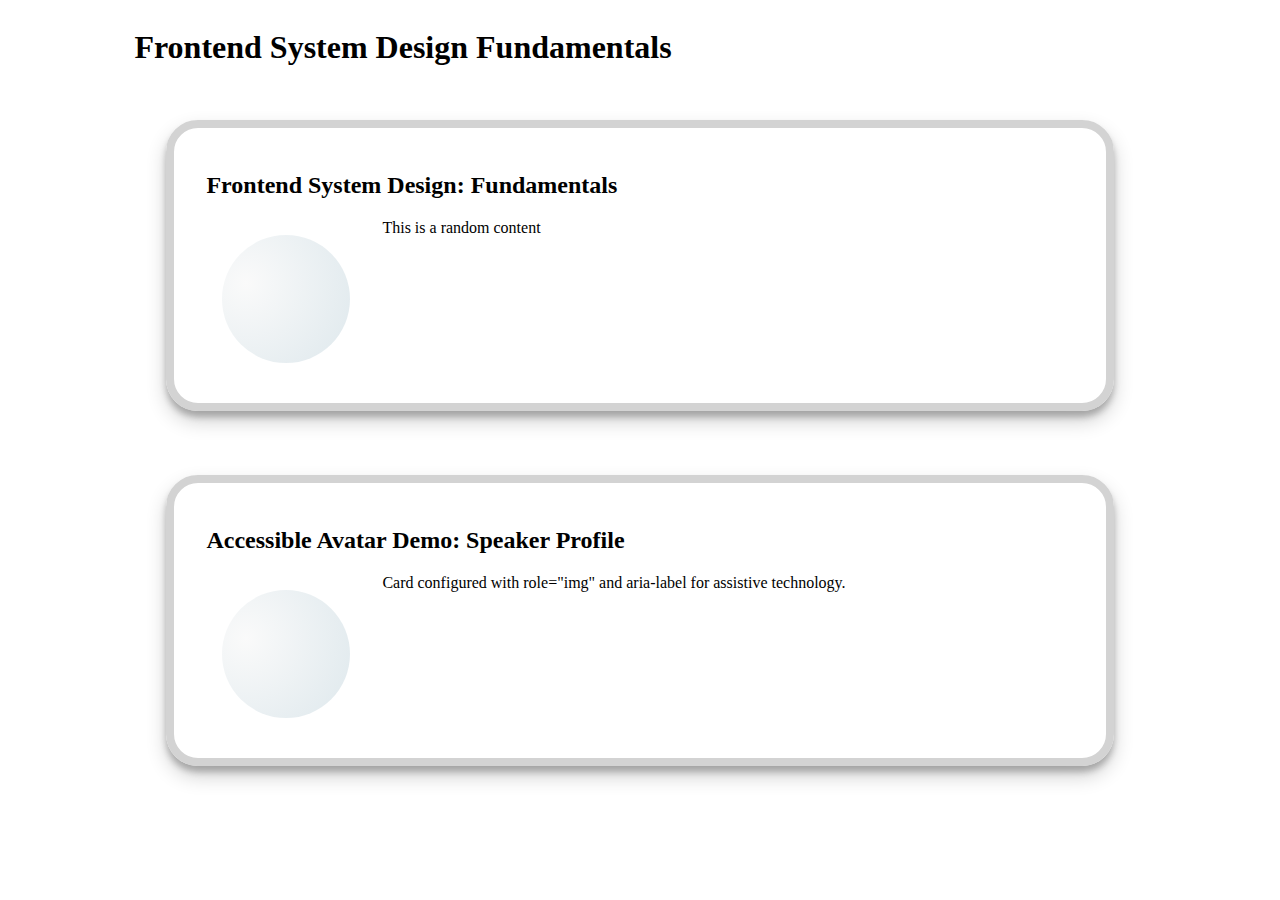 Frontend System Design Fundamentals
Frontend System Design: Fundamentals
This is a random content
Accessible Avatar Demo: Speaker Profile
Card configured with role="img" and aria-label for assistive technology.